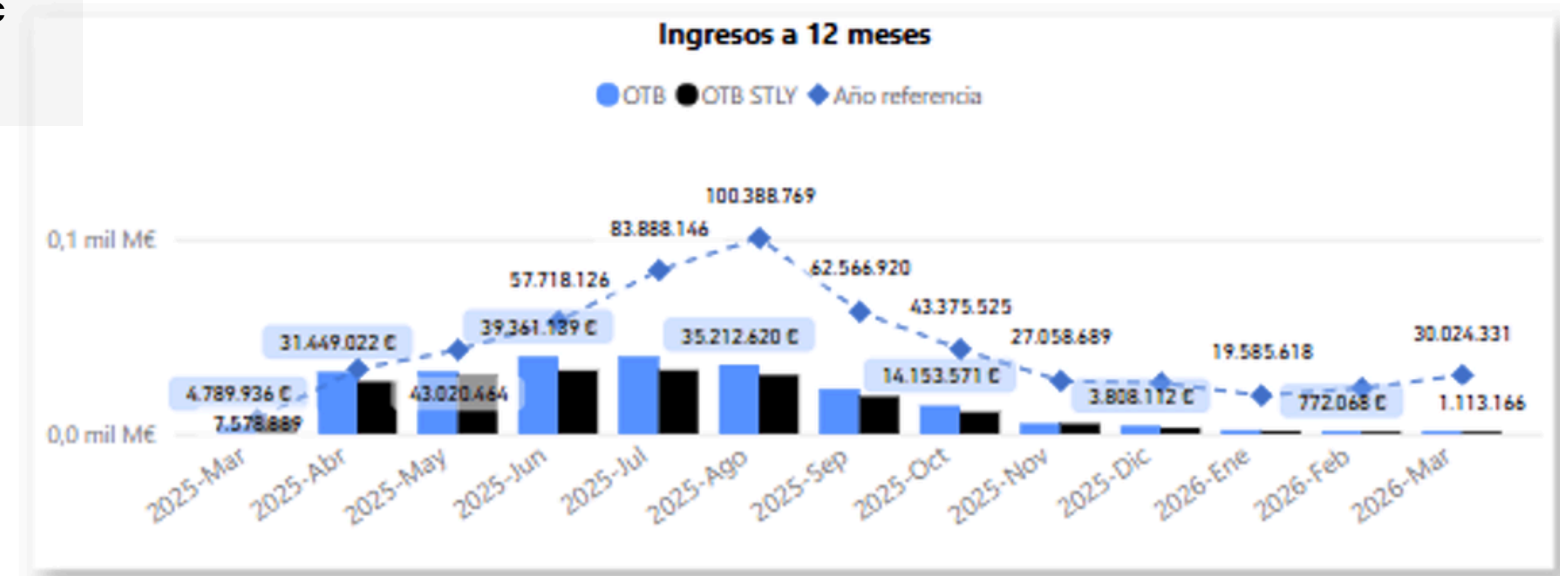 Ingresos a 12 meses
OTB OTB STLY Año referencia
100.388.769
83.888.146
0,1 mil M€
62.566.920
57.718.126
43.375.525
39.361.139 €
35.212.620 €
27.058.689
30.024.331
31.449.022 €
19.585.618
14.153.571 €
4.789.936 €
43.020.464
3.808.112 €
772.068 €
1.113.166
7.578.889
0,0 mil M€
2025-Mar
2025-Abr
2025-May
2025-Jun
2025-Jul
2025-Ago
2025-Sep
2025-Oct
2025-Nov
2025-Dic
2026-Ene
2026-Feb
2026-Mar